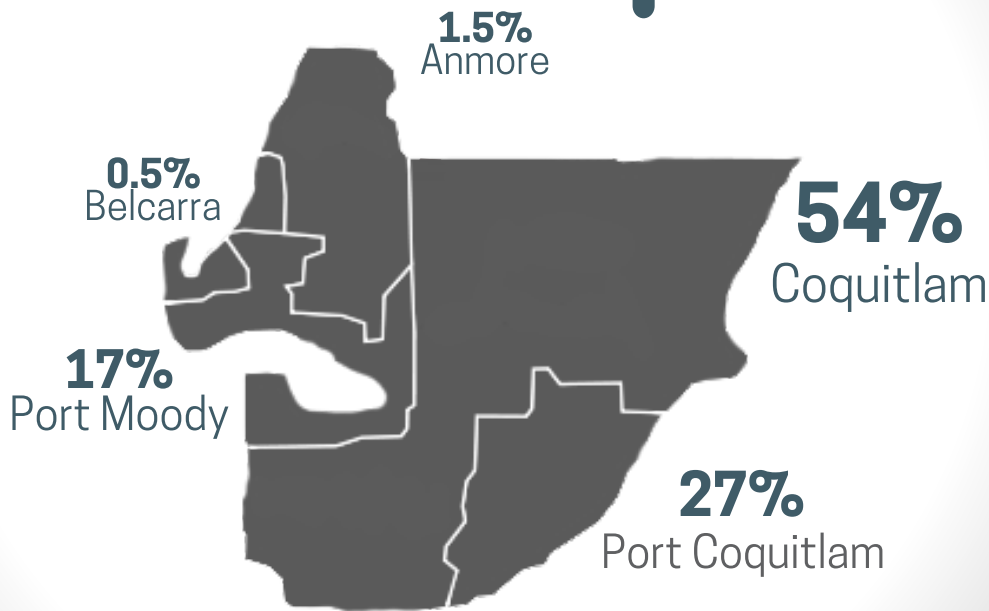 1.5%
Anmore
0.5%
Belcarra
54%
Coquitlam
17%
Port Moody
27%
Port Coquitlam